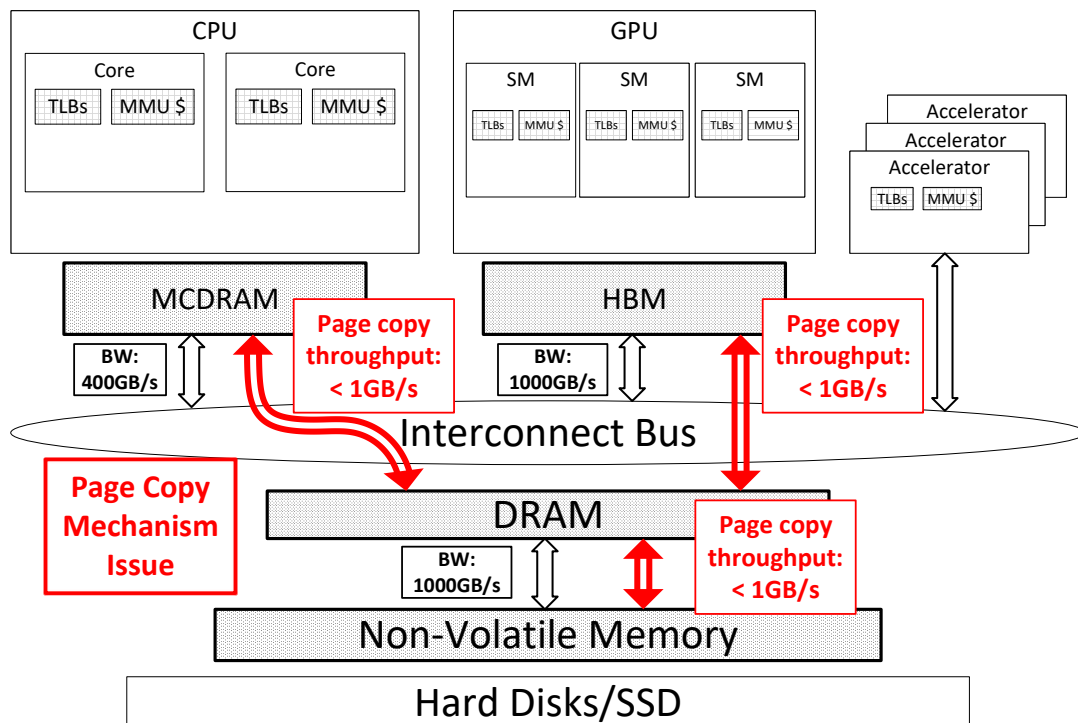 CPU
GPU
Core
Core
SM
SM
SM
TLBs
MMU $
TLBs
MMU $
TLBs
MMU $
TLBs
MMU $
TLBs
MMU $
Accelerator
Accelerator
Accelerator
TLBs
MMU $
MCDRAM
HBM
Page copy
throughput:
< 1GB/s
Page copy
throughput:
< 1GB/s
BW:
400GB/s
BW:
1000GB/s
Interconnect Bus
Page Copy
Mechanism
Issue
DRAM
Page copy
throughput:
< 1GB/s
BW:
1000GB/s
Non-Volatile Memory
Hard Disks/SSD